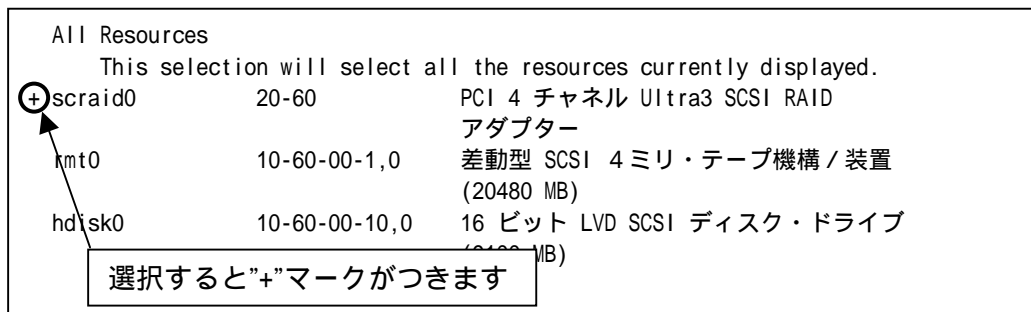 All Resources
This selection will select all the resources currently displayed.
+ scraid0 20-60 PCI 4 チャネル Ultra3 SCSI RAID
アダプター
rmt0 10-60-00-1,0 差動型 SCSI 4ミリ・テープ機構/装置
(20480 MB)
hdisk0 10-60-00-10,0 16 ビット LVD SCSI ディスク・ドライブ
MB)
選択すると"+"マークがつきます